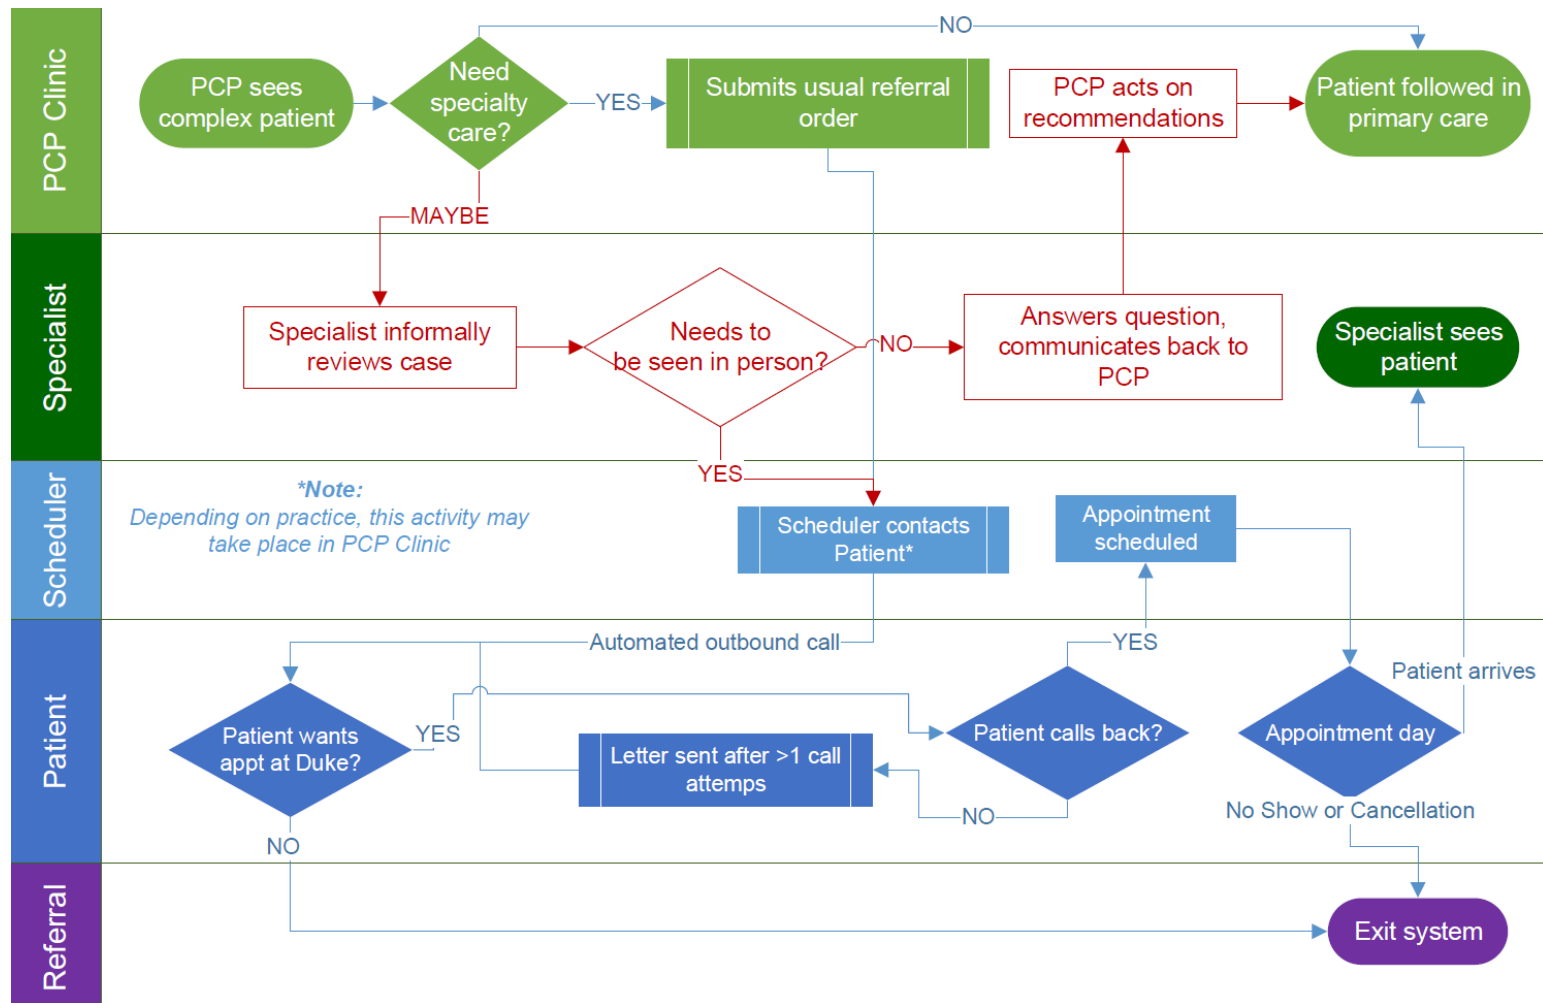 PCP Clinic
NO
PCP sees
complex patient
Need
specialty
care?
YES
Submits usual referral
order
PCP acts on
recommendations
Patient followed in
primary care
MAYBE
Specialist
Specialist informally
reviews case
Needs to
be seen in person?
NO
Answers question,
communicates back to
PCP
Specialist sees
patient
YES
Scheduler
*Note:
Depending on practice, this activity may
take place in PCP Clinic
Scheduler contacts
Patient*
Appointment
scheduled
Patient
Automated outbound call
YES
Patient arrives
Patient wants
appt at Duke?
YES
Letter sent after >1 call
attemps
Patient calls back?
Appointment day
NO
No Show or Cancellation
NO
Referral
Exit system